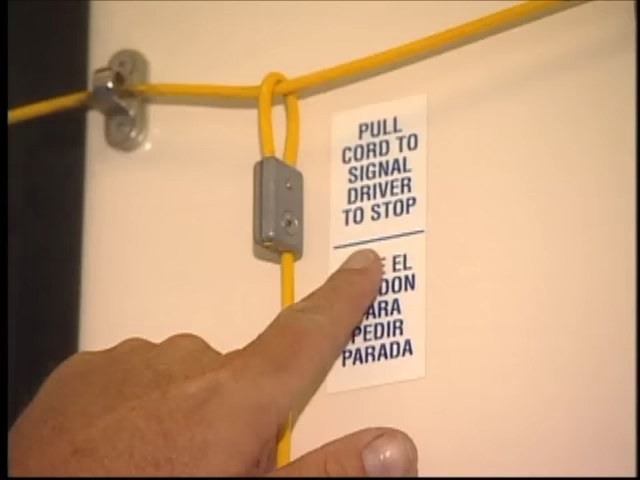 PULL
CORD TO
SIGNAL
DRIVER
TO STOP
EL
PEDIR
PARADA